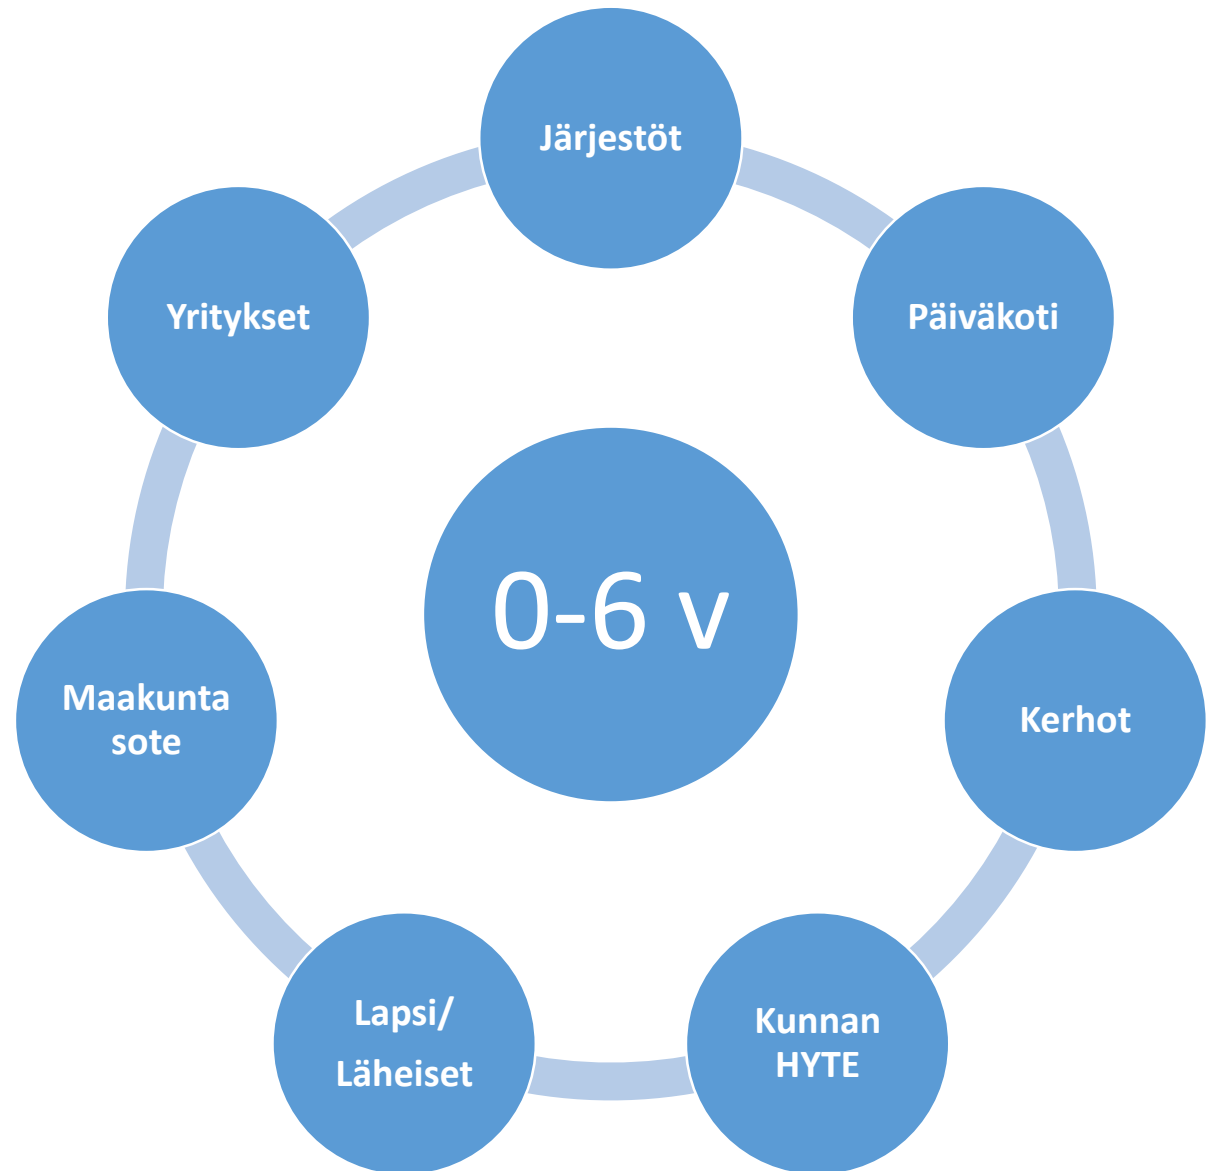 Järjestöt
Yritykset
Päiväkoti
0-6 v
Maakunta
sote
Kerhot
Lapsi/
Läheiset
Kunnan
HYTE